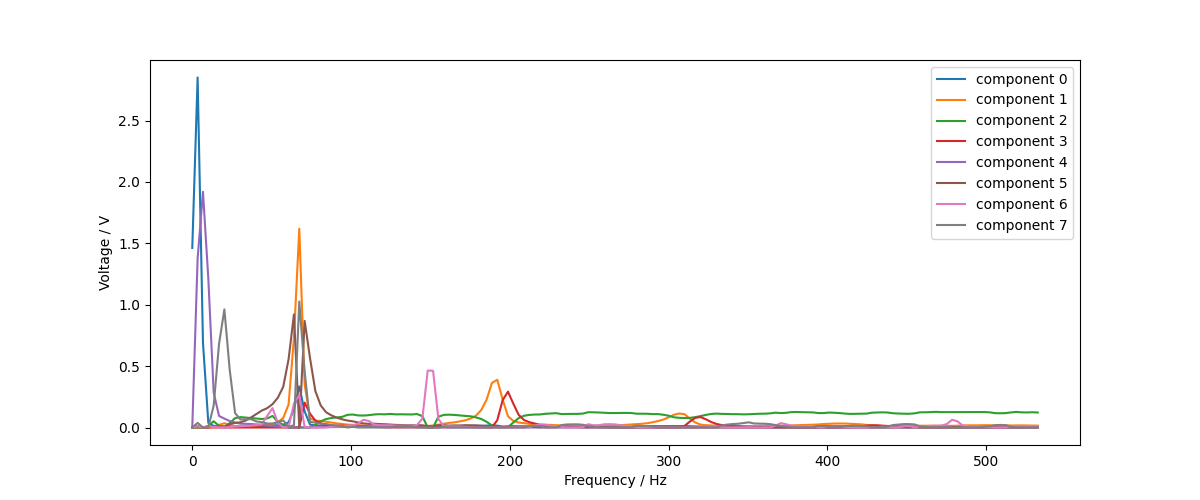 component 0
component 1
component 2
component 3
component 4
component 5
component 6
component 7
2.5
2.0
1.5
1.0
0.5
0.0
Voltage / V
0 100 200 300 400 500
Frequency / Hz